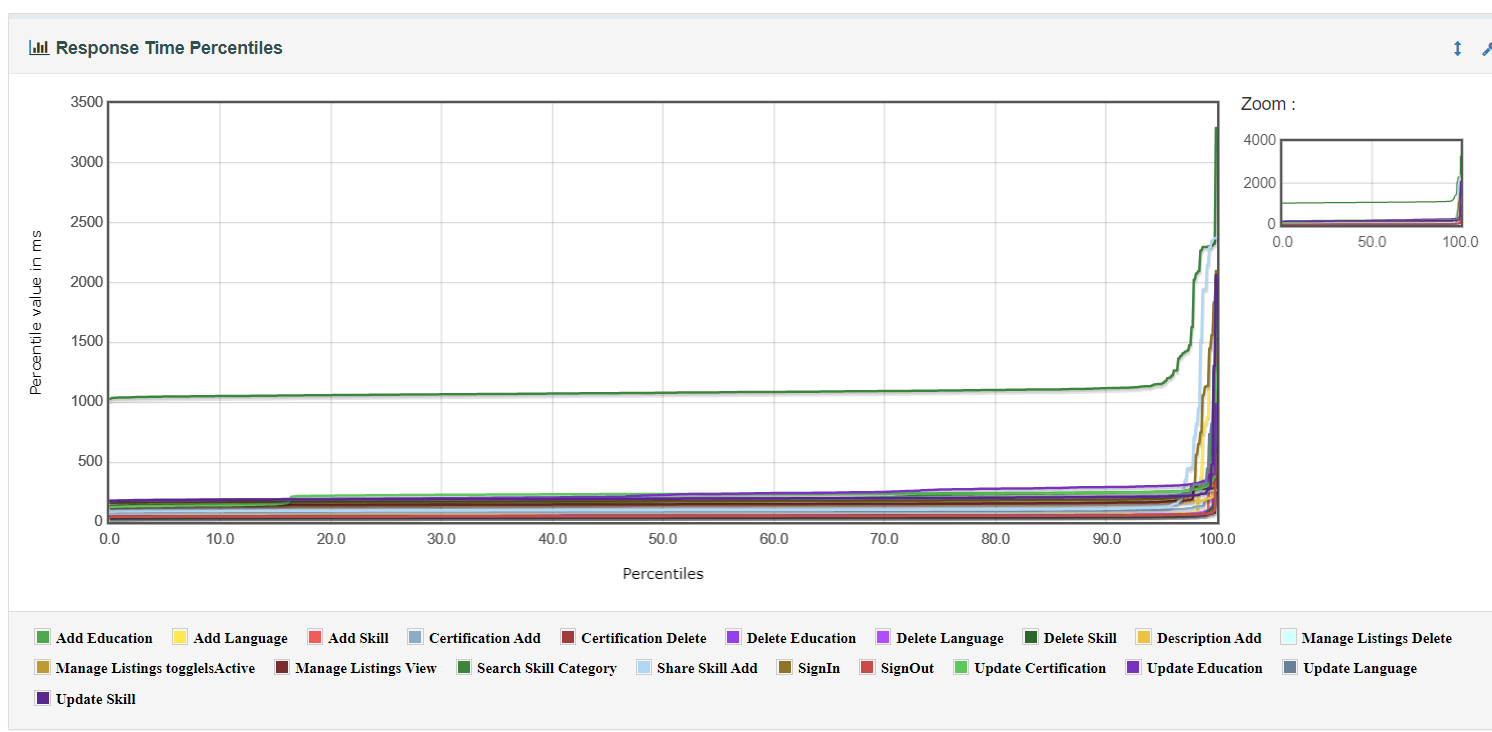 Response Time Percentiles
Zoom :
3500
3000
2500
2000
1500
1000
500
0
Percentile value in ms
0.0 10.0 20.0 30.0 40.0 50.0 60.0 70.0 80.0 90.0 100.0
Percentiles
4000
2000
0
0.0 50.0 100.0
Add Education Add Language Add Skill Certification Add Certification Delete Delete Education Delete Language Delete Skill Description Add Manage Listings Delete
Manage Listings togglelsActive Manage Listings View Search Skill Category Share Skill Add SignIn SignOut Update Certification Update Education Update Language
Update Skill